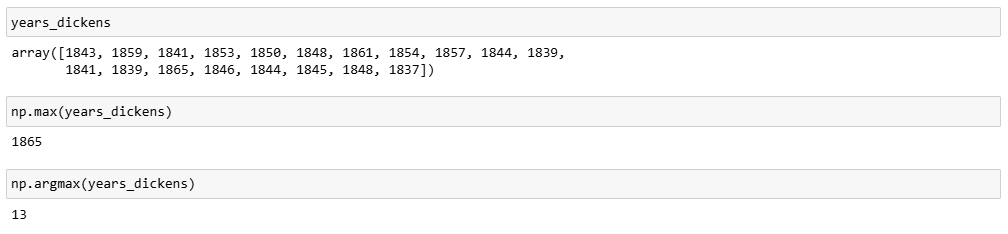 years_dickens
array([1843, 1859, 1841, 1853, 1850, 1848, 1861, 1854, 1857, 1844, 1839,
       1841, 1839, 1865, 1846, 1844, 1845, 1848, 1837])
np.max(years_dickens)
1865
np.argmax(years_dickens)
13